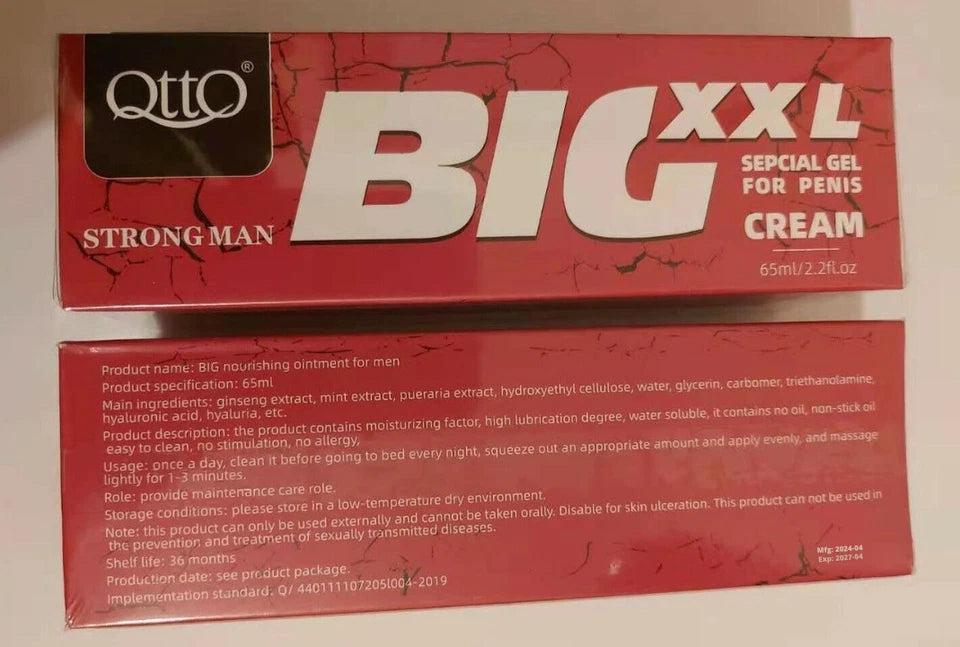 QttO®
STRONG MAN
BIG XXL
SEPCIAL GEL
FOR PENIS
CREAM
65ml/2.2fl.oz
Product name: BIG nourishing ointment for men
Product specification: 65ml
Main ingredients: ginseng extract, mint extract, pueraria extract, hydroxyethyl cellulose, water, glycerin, carbomer, triethanolamine,
hyaluronic acid, hyaluria, etc.
Product description: the product contains moisturizing factor, high lubrication degree, water soluble, it contains no oil, non-stick oil
easy to clean, no stimulation, no allergy,
Usage: once a day, clean it before going to bed every night, squeeze out an appropriate amount and apply evenly, and massage
lightly for 1-3 minutes.
Role: provide maintenance care role.
Storage conditions: please store in a low-temperature dry environment.
Note: this product can only be used externally and cannot be taken orally. Disable for skin ulceration. This product can not be used in
the prevention and treatment of sexually transmitted diseases.
Shelf life: 36 months
Production date: see product package.
Implementation standard: Q/ 440111107205l004-2019
Mfg: 2024-04
Exp: 2027-04